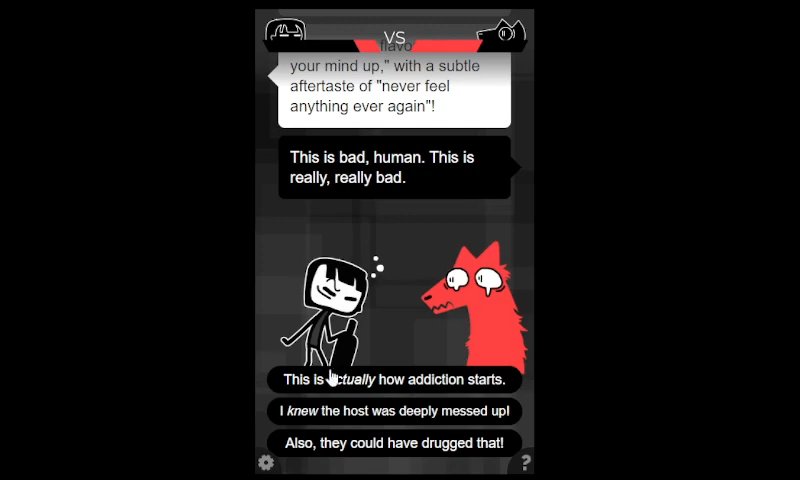 VS
your mind up," with a subtle
aftertaste of "never feel
anything ever again"!
This is bad, human. This is
really, really bad.
This is how addiction starts.
I knew the host was deeply messed up!
Also, they could have drugged that!
?